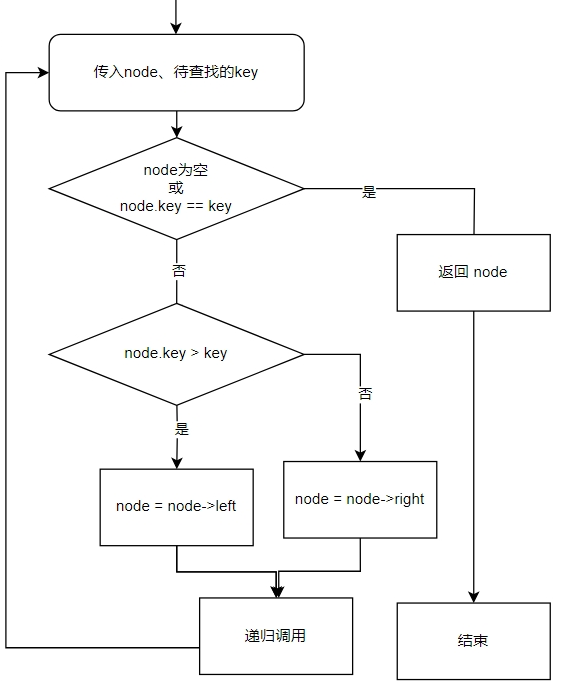 传入node、待查找的key
node为空
或
node.key == key
是
返回 node
否
node.key > key
否
是
node = node->left
node = node->right
递归调用
结束